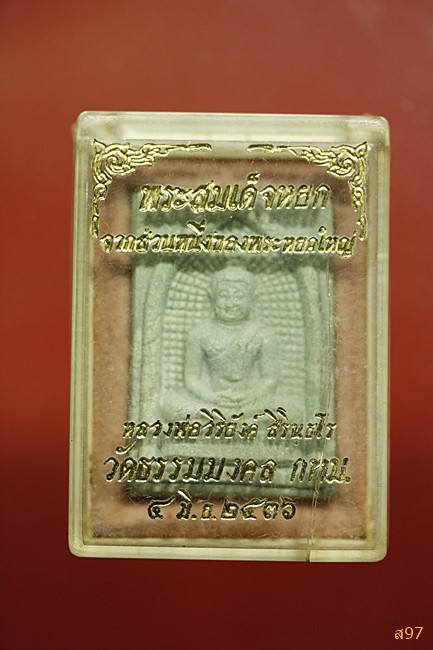 พระสมเด็จหยก
จากส่วนหนึ่งของพระหยกใหญ่
หลวงพ่อวิริยังค์ สิรินฺธโร
วัดธรรมมงคล กทม.
๔ มิ.ย. ๒๕๓๖
ส97